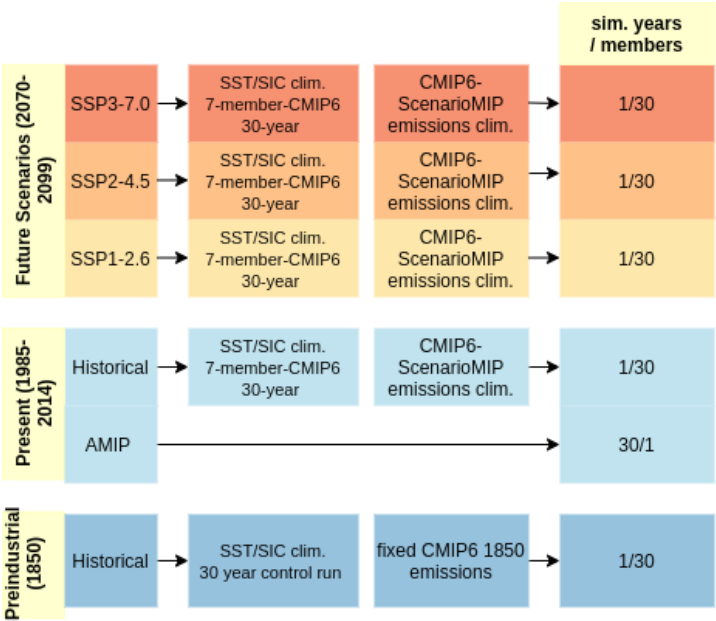 sim. years
/ members
Future Scenarios (2070-
2099)
SSP3-7.0
SST/SIC clim.
7-member-CMIP6
30-year
CMIP6-
ScenarioMIP
emissions clim.
1/30
SSP2-4.5
SST/SIC clim.
7-member-CMIP6
30-year
CMIP6-
ScenarioMIP
emissions clim.
1/30
SSP1-2.6
SST/SIC clim.
7-member-CMIP6
30-year
CMIP6-
ScenarioMIP
emissions clim.
1/30
Present (1985-
2014)
Historical
SST/SIC clim.
7-member-CMIP6
30-year
CMIP6-
ScenarioMIP
emissions clim.
1/30
AMIP
30/1
Preindustrial
(1850)
Historical
SST/SIC clim.
30 year control run
fixed CMIP6 1850
emissions
1/30